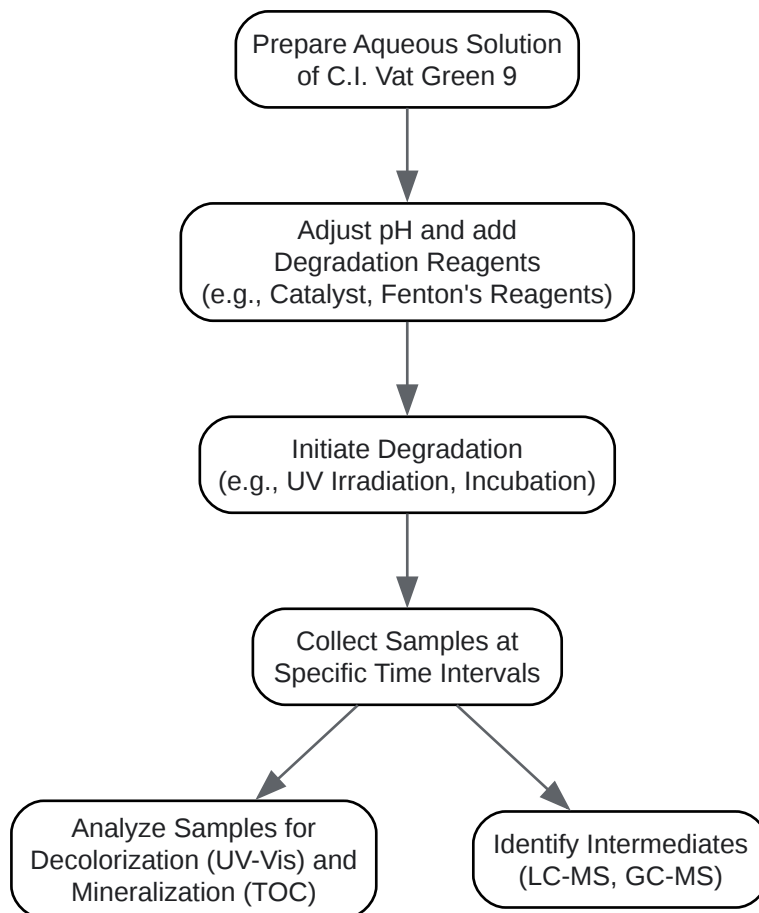 Prepare Aqueous Solution
of C.I. Vat Green 9
Adjust pH and add
Degradation Reagents
(e.g., Catalyst, Fenton's Reagents)
Initiate Degradation
(e.g., UV Irradiation, Incubation)
Collect Samples at
Specific Time Intervals
Analyze Samples for
Decolorization (UV-Vis) and
Mineralization (TOC)
Identify Intermediates
(LC-MS, GC-MS)